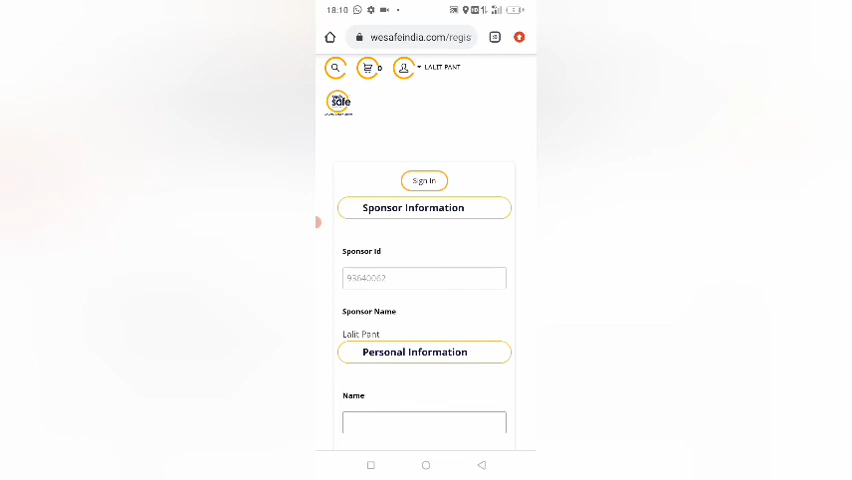 18:10
wesafeindia.com/regis
0
LALIT PANT
safe
Sign In
Sponsor Information
Sponsor Id
93640062
Sponsor Name
Lalit Pant
Personal Information
Name